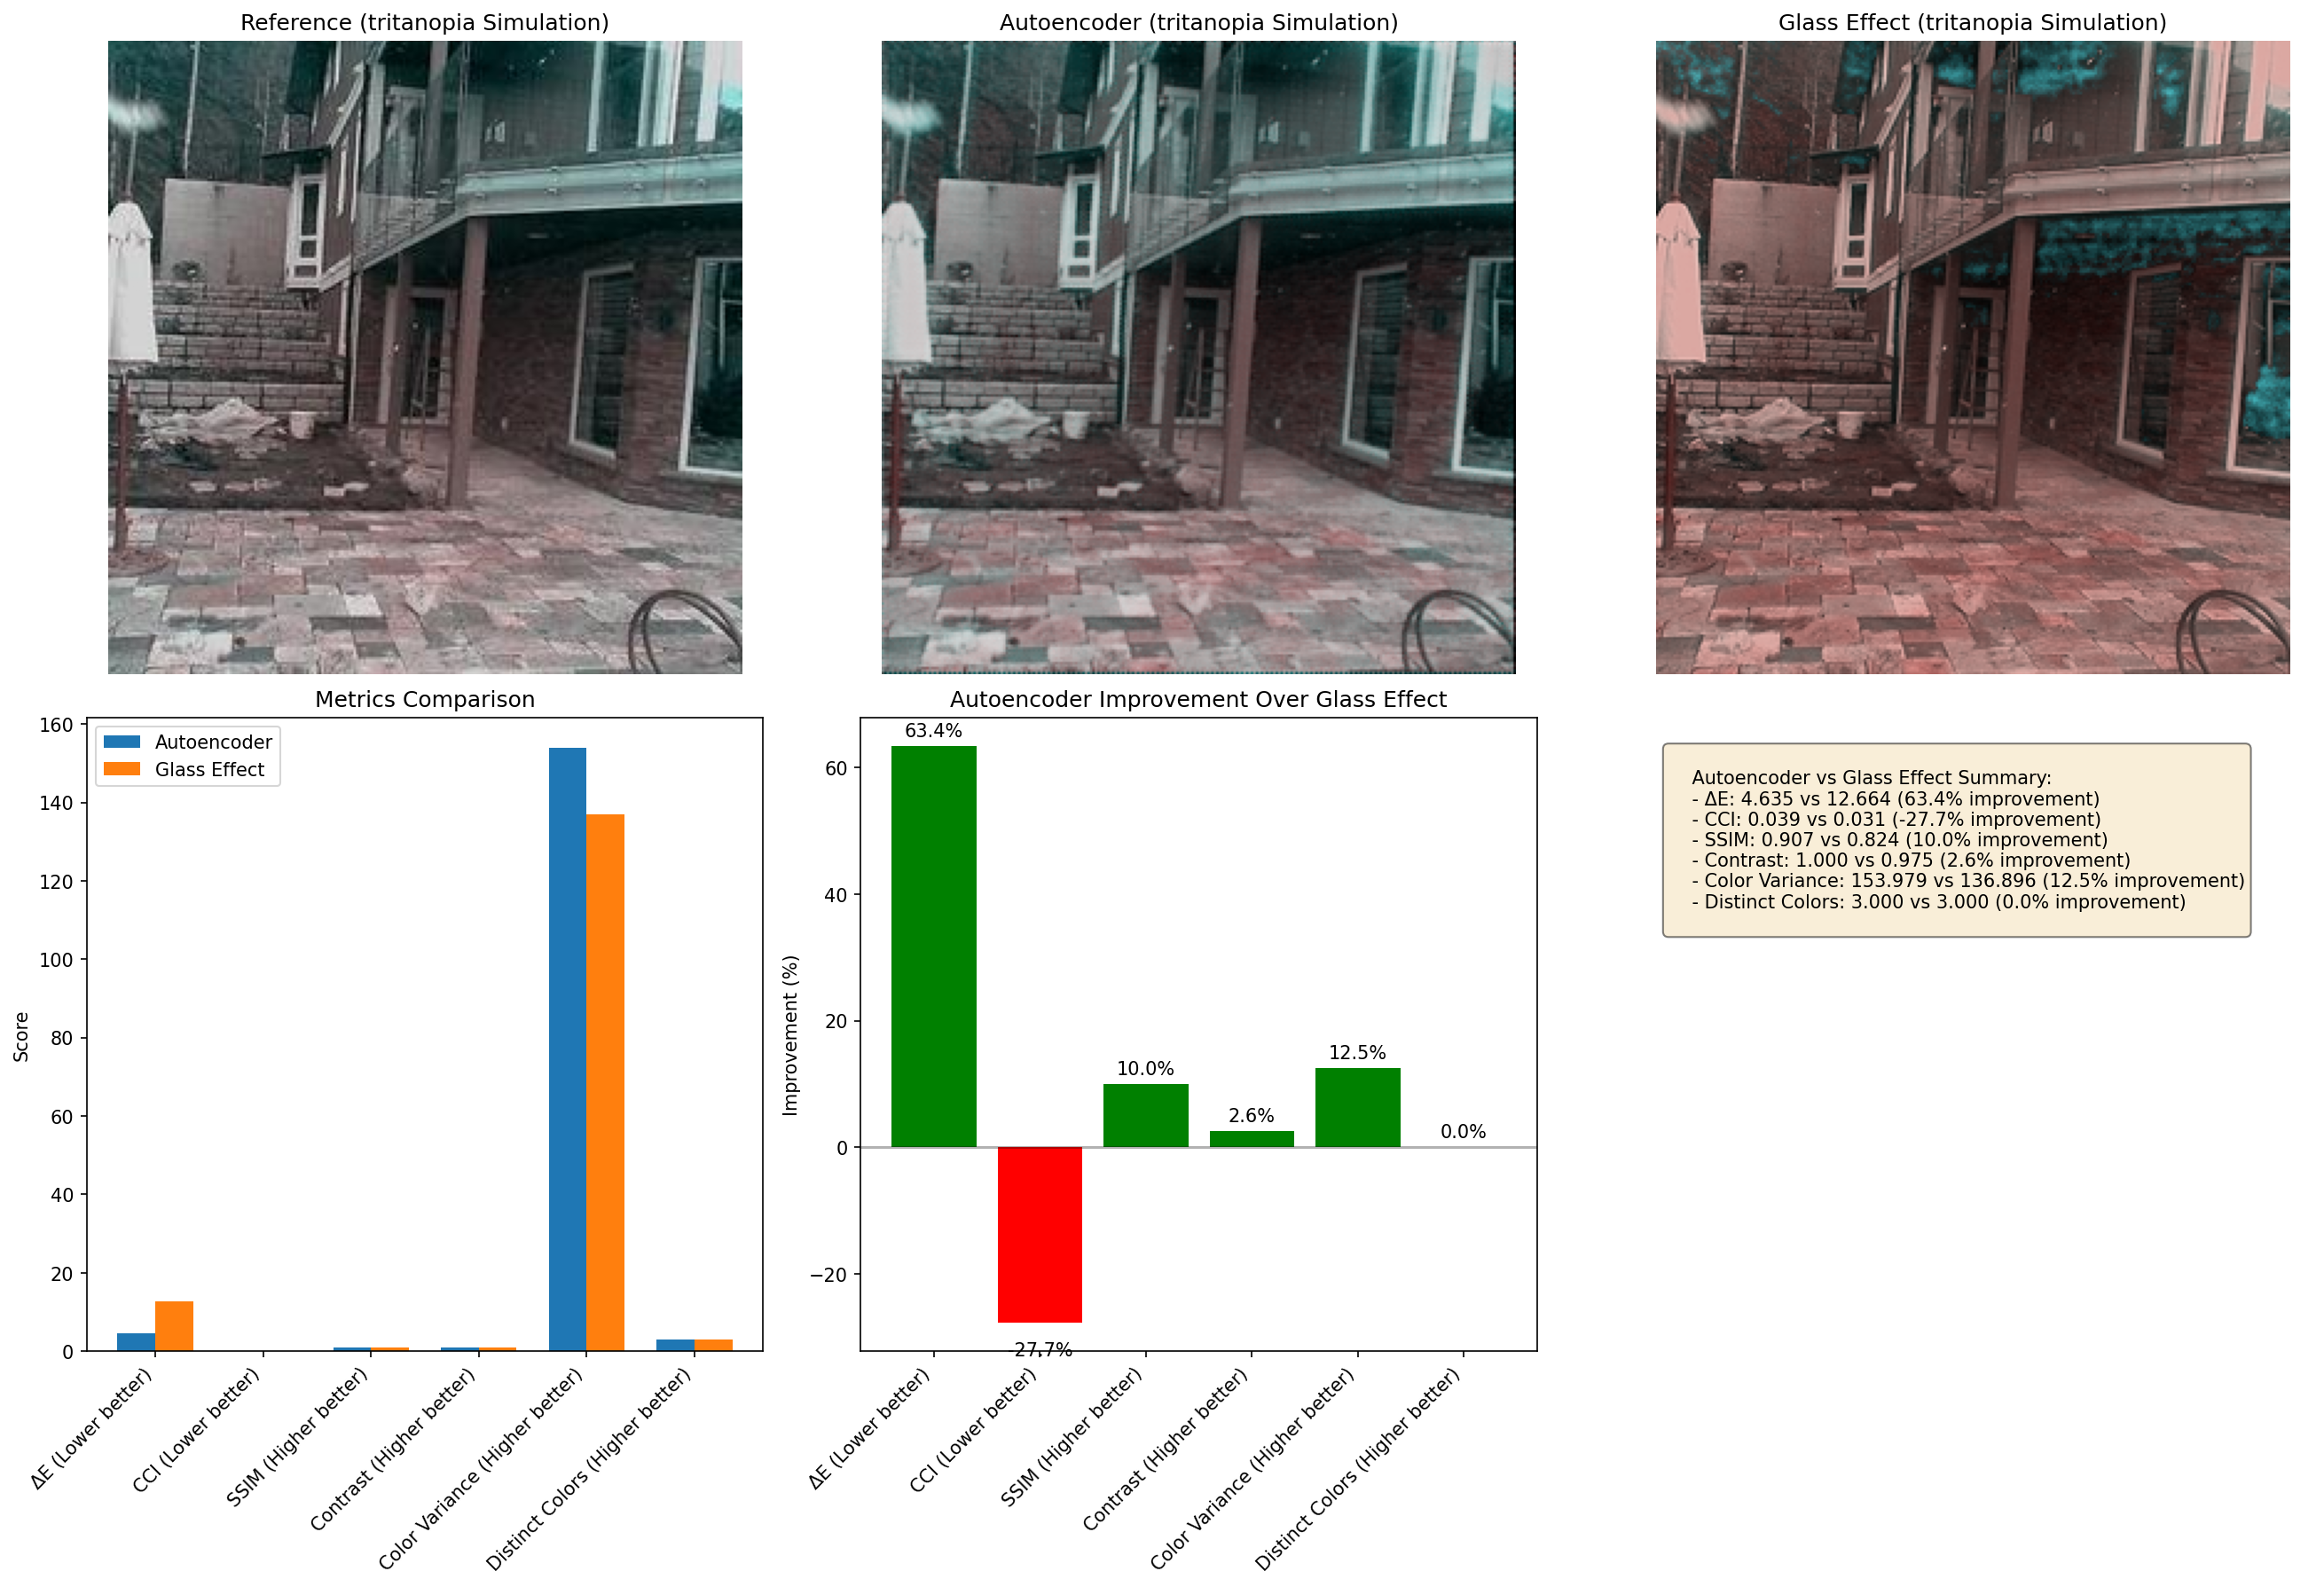 Reference (tritanopia Simulation)
Autoencoder (tritanopia Simulation)
Glass Effect (tritanopia Simulation)
Metrics Comparison
160
140
120
100
80
60
40
20
0
Score
Autoencoder
Glass Effect
ΔE (Lower better)
CCI (Lower better)
SSIM (Higher better)
Contrast (Higher better)
Color Variance (Higher better)
Distinct Colors (Higher better)
Autoencoder Improvement Over Glass Effect
60
40
20
0
−20
Improvement (%)
63.4%
-27.7%
10.0%
2.6%
12.5%
0.0%
ΔE (Lower better)
CCI (Lower better)
SSIM (Higher better)
Contrast (Higher better)
Color Variance (Higher better)
Distinct Colors (Higher better)
Autoencoder vs Glass Effect Summary:
- ΔE: 4.635 vs 12.664 (63.4% improvement)
- CCI: 0.039 vs 0.031 (-27.7% improvement)
- SSIM: 0.907 vs 0.824 (10.0% improvement)
- Contrast: 1.000 vs 0.975 (2.6% improvement)
- Color Variance: 153.979 vs 136.896 (12.5% improvement)
- Distinct Colors: 3.000 vs 3.000 (0.0% improvement)